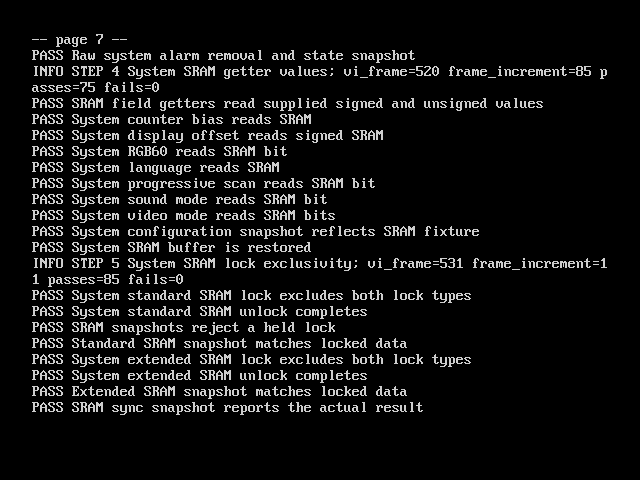 -- page 7 --
PASS Raw system alarm removal and state snapshot
INFO STEP 4 System SRAM getter values; vi_frame=520 frame_increment=85 p
asses=75 fails=0
PASS SRAM field getters read supplied signed and unsigned values
PASS System counter bias reads SRAM
PASS System display offset reads signed SRAM
PASS System RGB60 reads SRAM bit
PASS System language reads SRAM
PASS System progressive scan reads SRAM bit
PASS System sound mode reads SRAM bit
PASS System video mode reads SRAM bits
PASS System configuration snapshot reflects SRAM fixture
PASS System SRAM buffer is restored
INFO STEP 5 System SRAM lock exclusivity; vi_frame=531 frame_increment=1
1 passes=85 fails=0
PASS System standard SRAM lock excludes both lock types
PASS System standard SRAM unlock completes
PASS SRAM snapshots reject a held lock
PASS Standard SRAM snapshot matches locked data
PASS System extended SRAM lock excludes both lock types
PASS System extended SRAM unlock completes
PASS Extended SRAM snapshot matches locked data
PASS SRAM sync snapshot reports the actual result